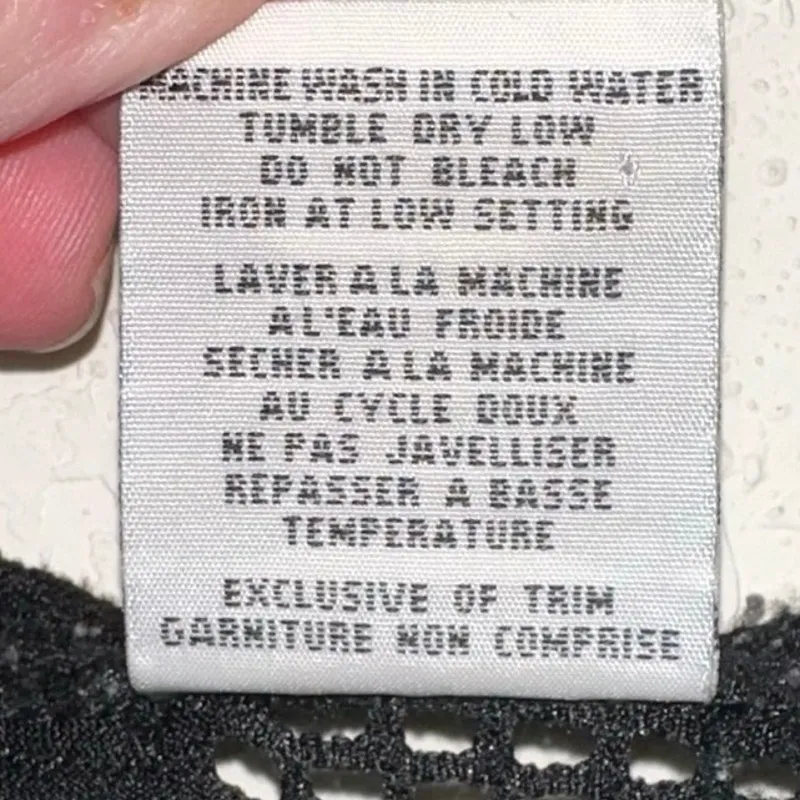 MACHINE WASH IN COLD WATER
TUMBLE DRY LOW
DO NOT BLEACH
IRON AT LOW SETTING
LAVER A LA MACHINE
A L'EAU FROIDE
SECHER A LA MACHINE
AU CYCLE DOUX
NE PAS JAVELLISER
REPASSER A BASSE
TEMPERATURE
EXCLUSIVE OF TRIM
GARNITURE NON COMPRISE